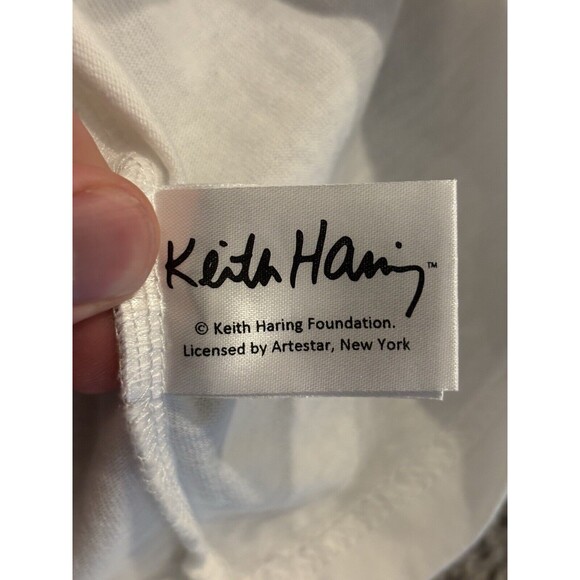 Keith Haring™
© Keith Haring Foundation.
Licensed by Artestar, New York